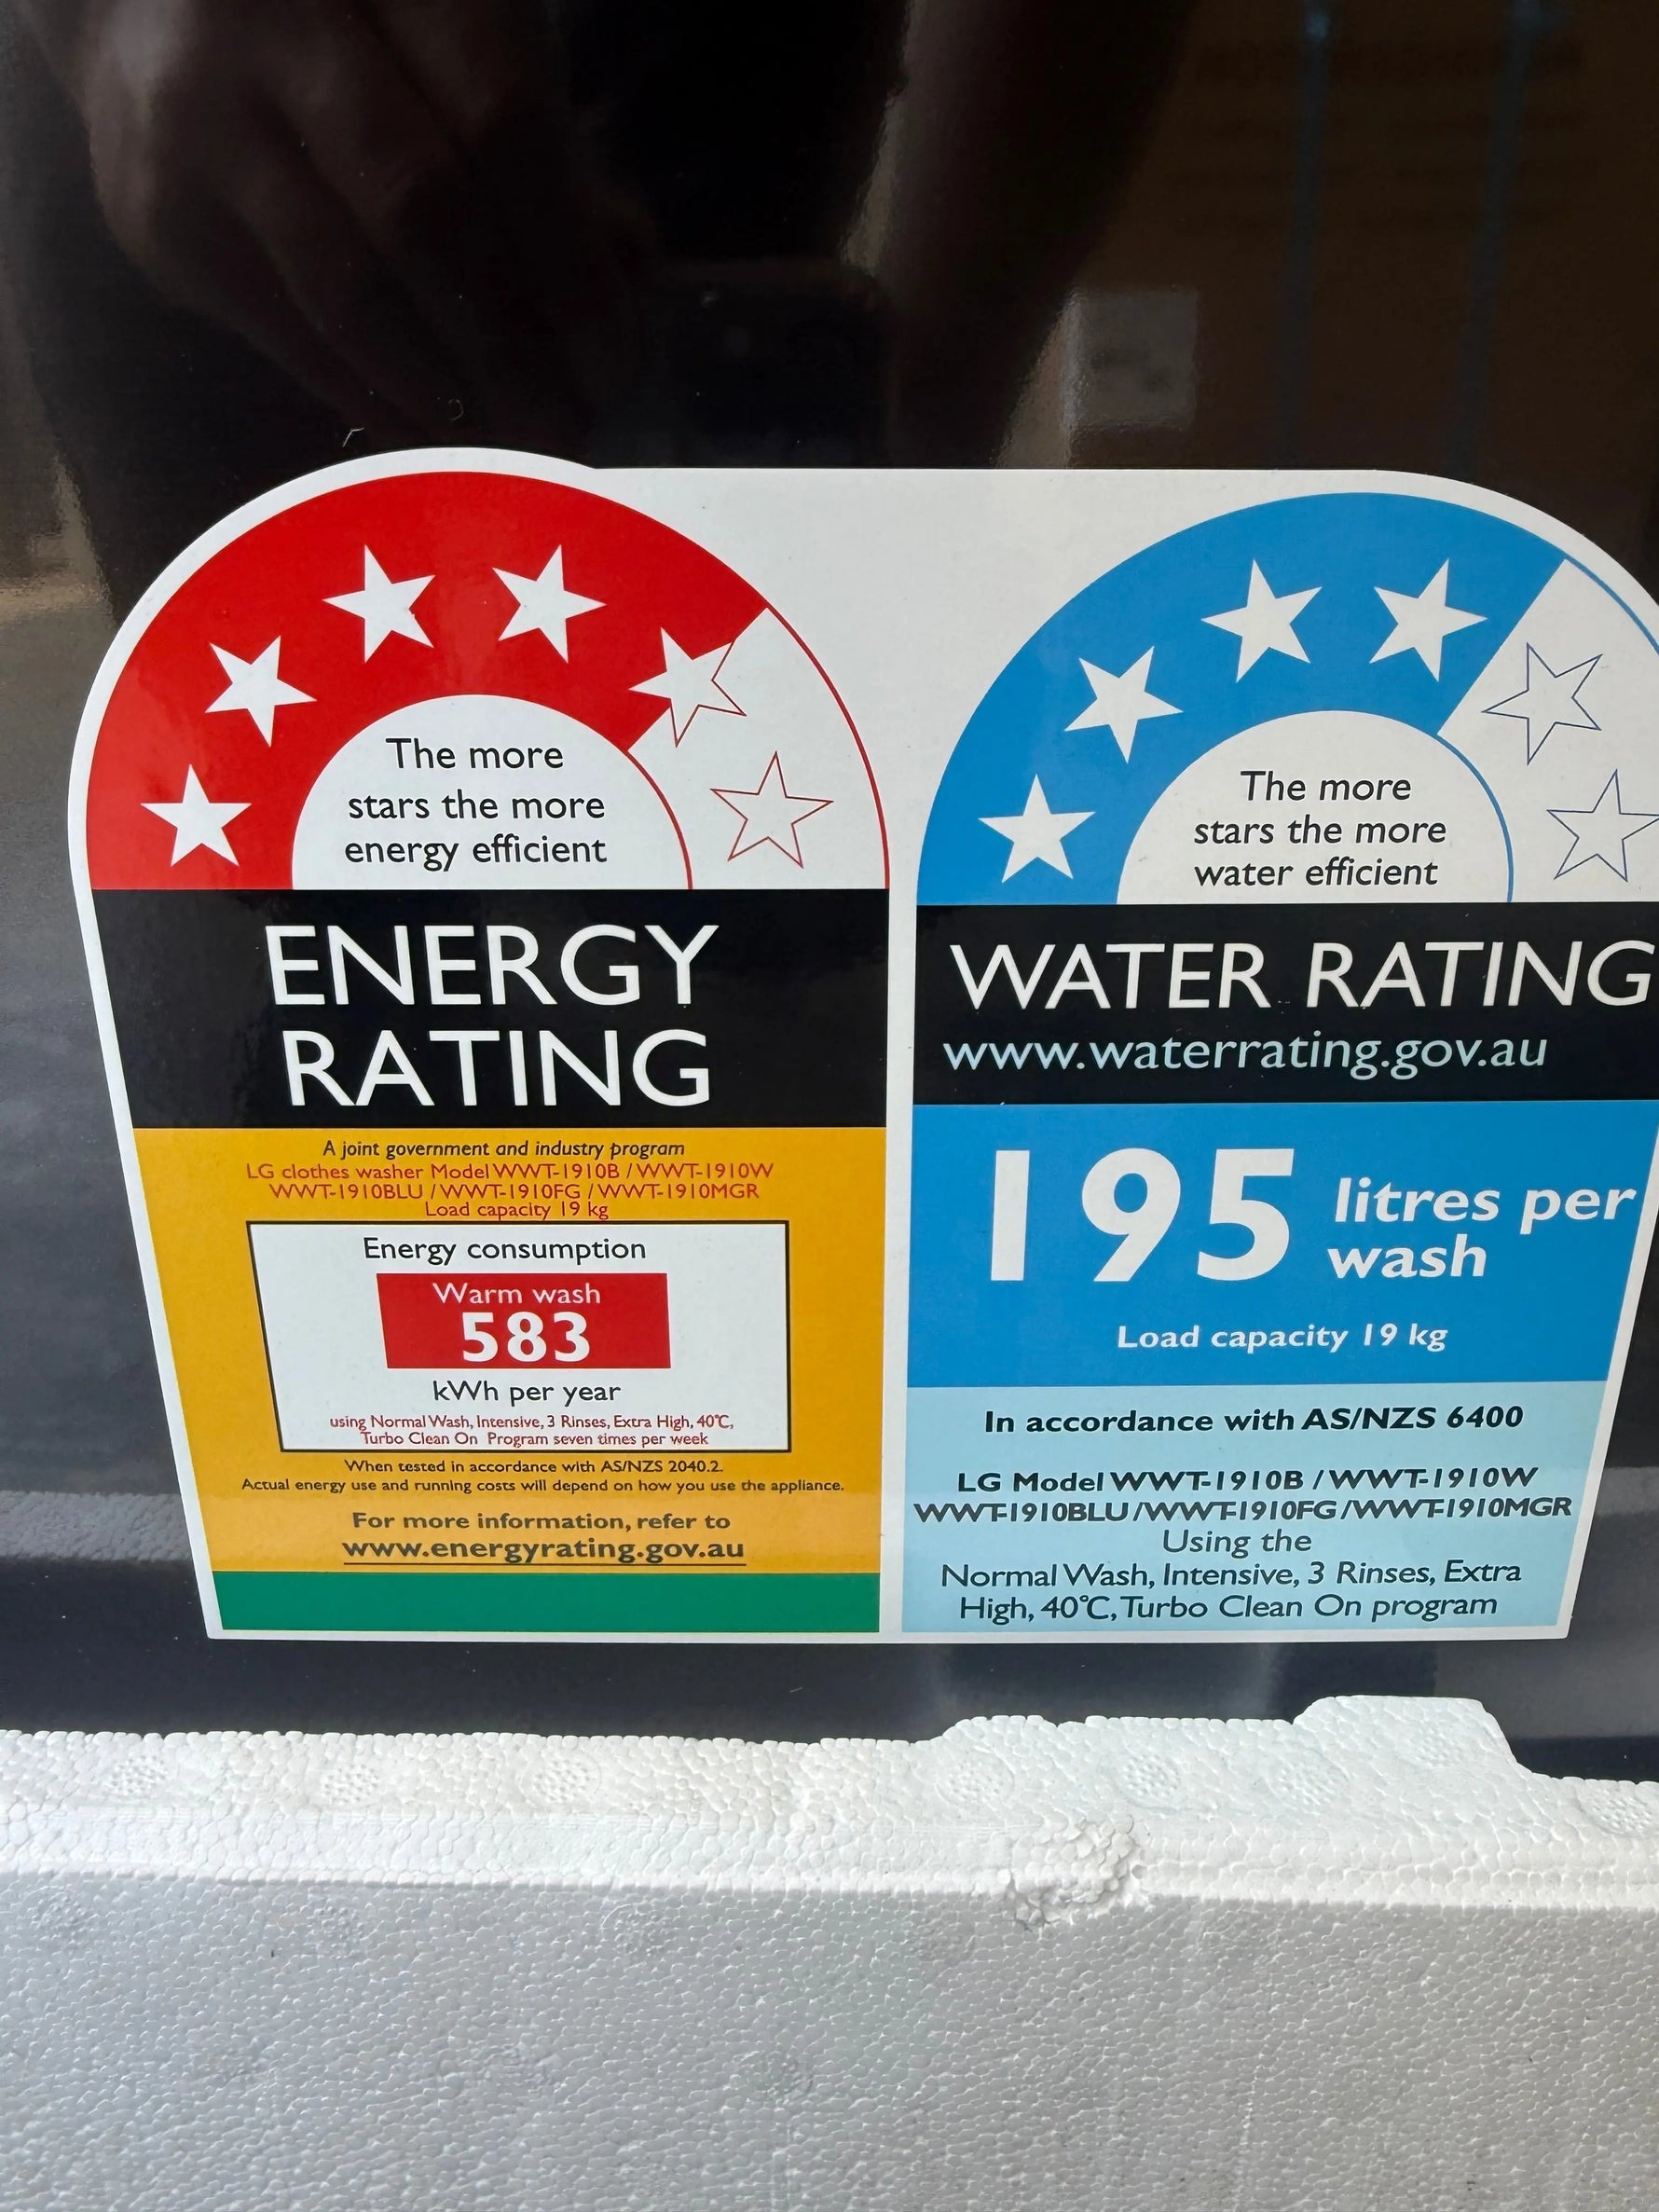 The more
stars the more
energy efficient
ENERGY
RATING
A joint government and industry program
LG clothes washer Model WWT-1910B / WWT-1910W
WWT-1910BLU / WWT-1910FG / WWT-1910MGR
Load capacity 19 kg
Energy consumption
Warm wash
583
kWh per year
using Normal Wash, Intensive, 3 Rinses, Extra High, 40°C,
Turbo Clean On Program seven times per week
When tested in accordance with AS/NZS 2040.2.
Actual energy use and running costs will depend on how you use the appliance.
For more information, refer to
www.energyrating.gov.au
The more
stars the more
water efficient
WATER RATING
www.waterrating.gov.au
195 litres per
wash
Load capacity 19 kg
In accordance with AS/NZS 6400
LG Model WWT-1910B / WWT-1910W
WWT-1910BLU / WWT-1910FG / WWT-1910MGR
Using the
Normal Wash, Intensive, 3 Rinses, Extra
High, 40°C, Turbo Clean On program